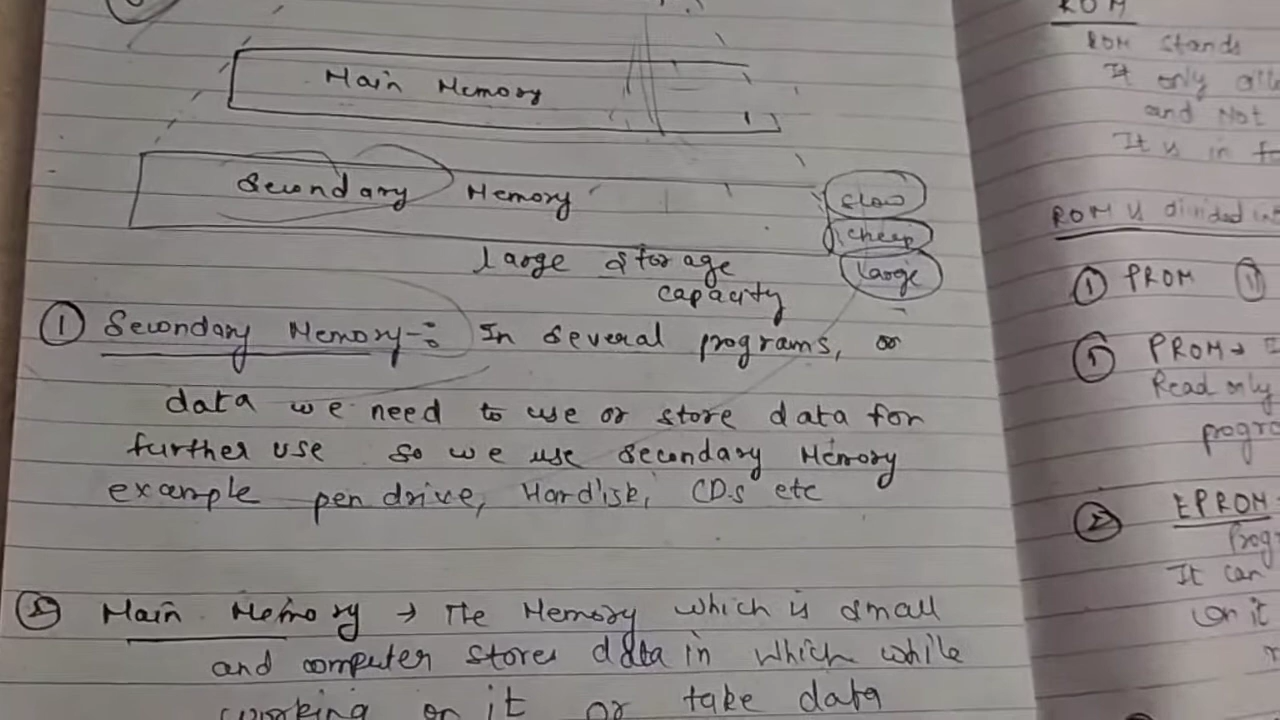 Main Memory
Secondary Memory
slow
cheep
large
large storage
capacity
① Secondary Memory-: In several programs, or
data we need to use or store data for
further use so we use secondary Memory
example pen drive, Hardisk, CDs etc
② Main Memory → The Memory which is small
and computer stores data in which while
working on it or take data
ROM
ROM stands
It only
and Not
It is in
ROM is divided
① PROM ⑪
① PROM →
Read only
② EPROM
It can
on it